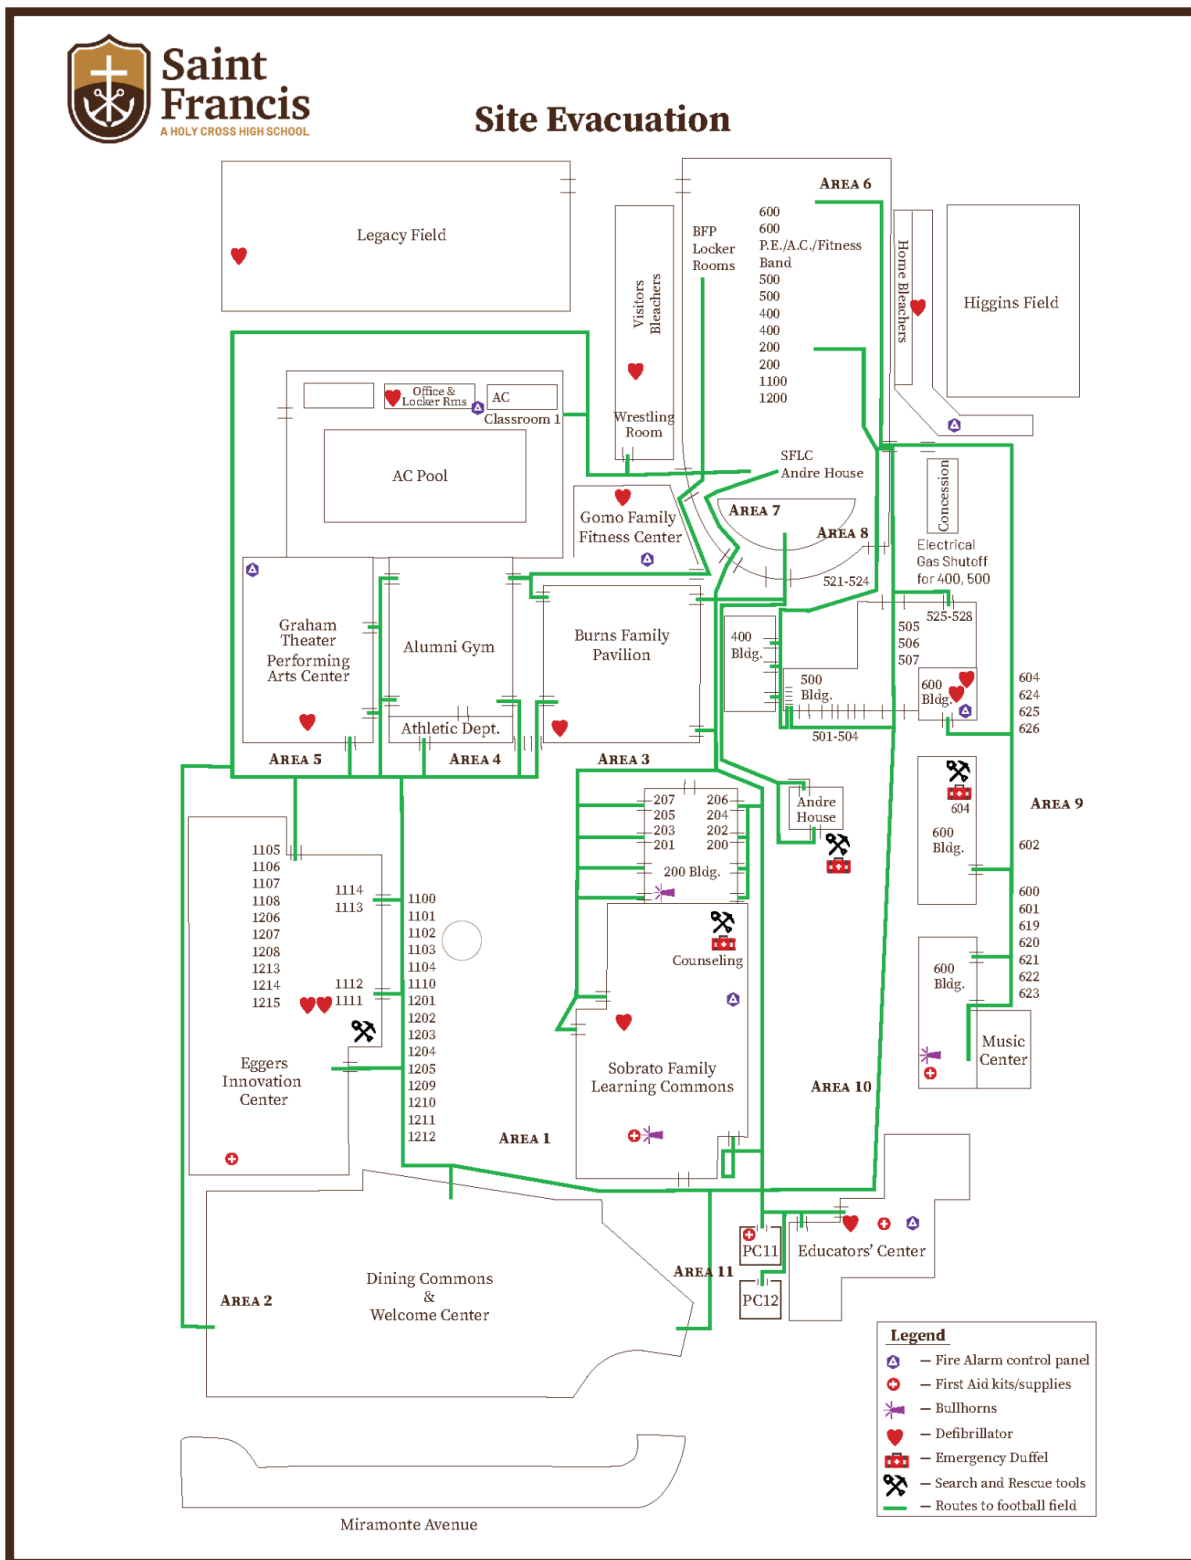 Saint
Francis
A HOLY CROSS HIGH SCHOOL
Site Evacuation
AREA 6
Legacy Field
BFP
Locker
Rooms
600
600
P.E./A.C./Fitness
Band
500
500
400
400
200
200
1100
1200
Visitors
Bleachers
Home Bleachers
Higgins Field
Office &
Locker Rms
AC
Classroom 1
Wrestling
Room
AC Pool
SFLC
Andre House
Gomo Family
Fitness Center
AREA 7
AREA 8
Concession
Electrical
Gas Shutoff
for 400, 500
521-524
525-528
Graham
Theater
Performing
Arts Center
Alumni Gym
Burns Family
Pavilion
400
Bldg.
505
506
507
500
Bldg.
600
Bldg.
604
624
625
626
Athletic Dept.
501-504
AREA 5
AREA 4
AREA 3
207
205
203
201
206
204
202
200
200 Bldg.
Andre
House
604
600
Bldg.
AREA 9
602
1105
1106
1107
1108
1206
1207
1208
1213
1214
1215
1114
1113
1112
1111
1100
1101
1102
1103
1104
1110
1201
1202
1203
1204
1205
1209
1210
1211
1212
Counseling
600
601
619
620
621
622
623
600
Bldg.
Music
Center
Eggers
Innovation
Center
Sobrato Family
Learning Commons
AREA 10
AREA 1
PC11
Educators' Center
AREA 11
PC12
Dining Commons
&
Welcome Center
AREA 2
Legend
— Fire Alarm control panel
— First Aid kits/supplies
— Bullhorns
— Defibrillator
— Emergency Duffel
— Search and Rescue tools
— Routes to football field
Miramonte Avenue